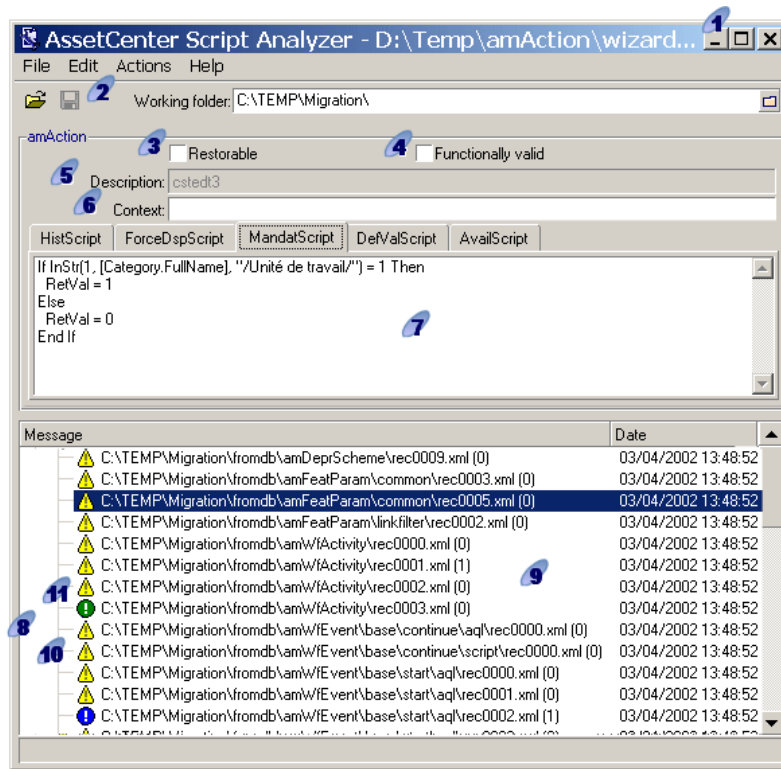 AssetCenter Script Analyzer - D:\Temp\amAction\wizard... 1
File Edit Actions Help
2 Working folder: C:\TEMP\Migration\
amAction
3 Restorable 4 Functionally valid
5 Description: cstedt3
6 Context:
HistScript ForceDspScript MandatScript DefValScript AvailScript
If InStr(1, [Category.FullName], "/Unité de travail/") = 1 Then
RetVal = 1
Else
RetVal = 0
End If
7
Message Date
C:\TEMP\Migration\fromdb\amDeprScheme\rec0009.xml (0) 03/04/2002 13:48:52
C:\TEMP\Migration\fromdb\amFeatParam\common\rec0003.xml (0) 03/04/2002 13:48:52
C:\TEMP\Migration\fromdb\amFeatParam\common\rec0005.xml (0) 03/04/2002 13:48:52
C:\TEMP\Migration\fromdb\amFeatParam\linkfilter\rec0002.xml (0) 03/04/2002 13:48:52
C:\TEMP\Migration\fromdb\amWfActivity\rec0000.xml (0) 03/04/2002 13:48:52
C:\TEMP\Migration\fromdb\amWfActivity\rec0001.xml (1) 9 03/04/2002 13:48:52
11 C:\TEMP\Migration\fromdb\amWfActivity\rec0002.xml (0) 03/04/2002 13:48:52
C:\TEMP\Migration\fromdb\amWfActivity\rec0003.xml (0) 03/04/2002 13:48:52
8 C:\TEMP\Migration\fromdb\amWfEvent\base\continue\aql\rec0000.xml (0) 03/04/2002 13:48:52
10 C:\TEMP\Migration\fromdb\amWfEvent\base\continue\script\rec0000.xml (0) 03/04/2002 13:48:52
C:\TEMP\Migration\fromdb\amWfEvent\base\start\aql\rec0000.xml (0) 03/04/2002 13:48:52
C:\TEMP\Migration\fromdb\amWfEvent\base\start\aql\rec0001.xml (0) 03/04/2002 13:48:52
C:\TEMP\Migration\fromdb\amWfEvent\base\start\aql\rec0002.xml (1) 03/04/2002 13:48:52